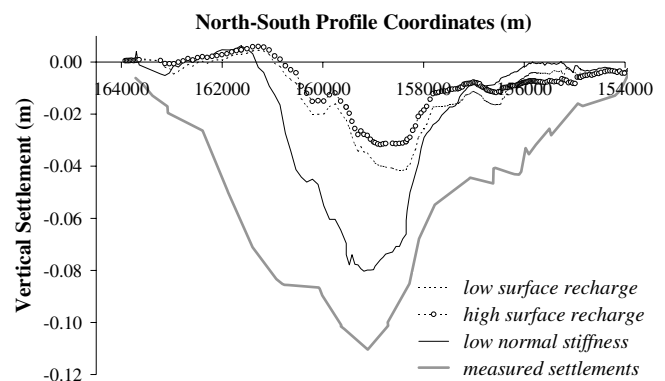 North-South Profile Coordinates (m)
0.00
164000 162000 160000 158000 156000 154000
-0.02
-0.04
-0.06
-0.08
-0.10
-0.12
Vertical Settlement (m)
low surface recharge
high surface recharge
low normal stiffness
measured settlements